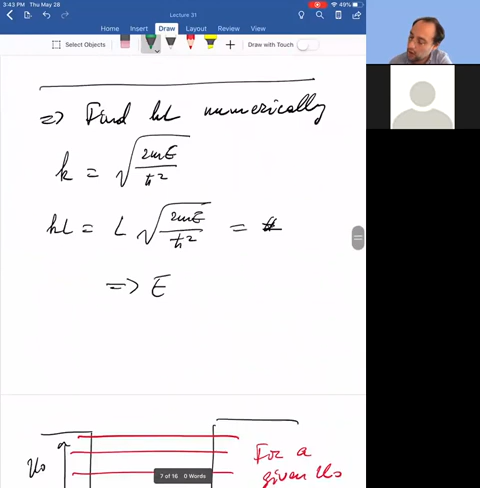 3:43 PM Thu May 28
49%
Lecture 31
Home Insert Draw Layout Review View
Select Objects
Draw with Touch
=> Find kL numerically
k = √(2mE/ħ²)
kL = L √(2mE/ħ²) = #
=> E
U₀
For a
given U₀
7 of 16 0 Words